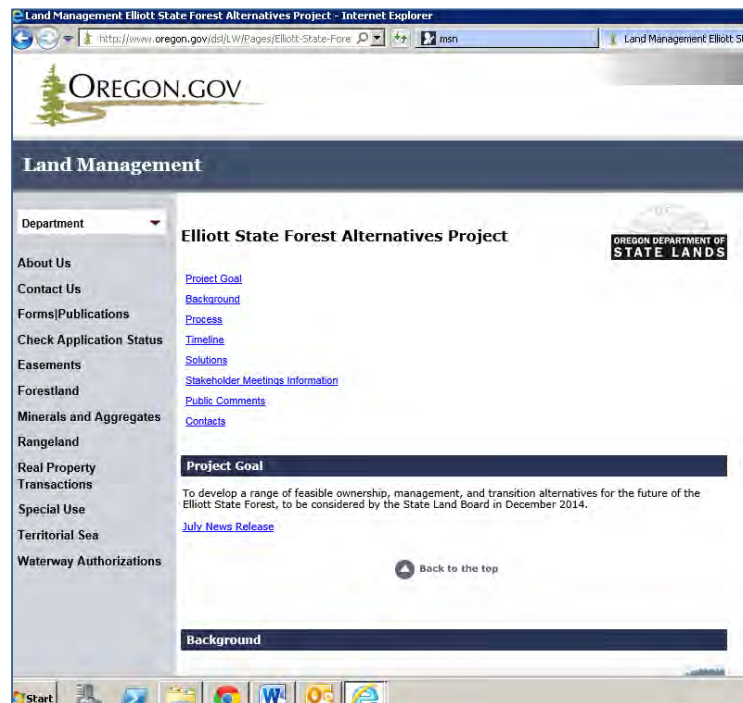 Land Management Elliott State Forest Alternatives Project - Internet Explorer
http://www.oregon.gov/dsl/LW/Pages/Elliott-State-Fore
msn
Land Management Elliott S
OREGON.GOV
Land Management
Department
About Us
Contact Us
Forms|Publications
Check Application Status
Easements
Forestland
Minerals and Aggregates
Rangeland
Real Property
Transactions
Special Use
Territorial Sea
Waterway Authorizations
Elliott State Forest Alternatives Project
OREGON DEPARTMENT OF
STATE LANDS
Project Goal
Background
Process
Timeline
Solutions
Stakeholder Meetings Information
Public Comments
Contacts
Project Goal
To develop a range of feasible ownership, management, and transition alternatives for the future of the
Elliott State Forest, to be considered by the State Land Board in December 2014.
July News Release
Back to the top
Background
Start